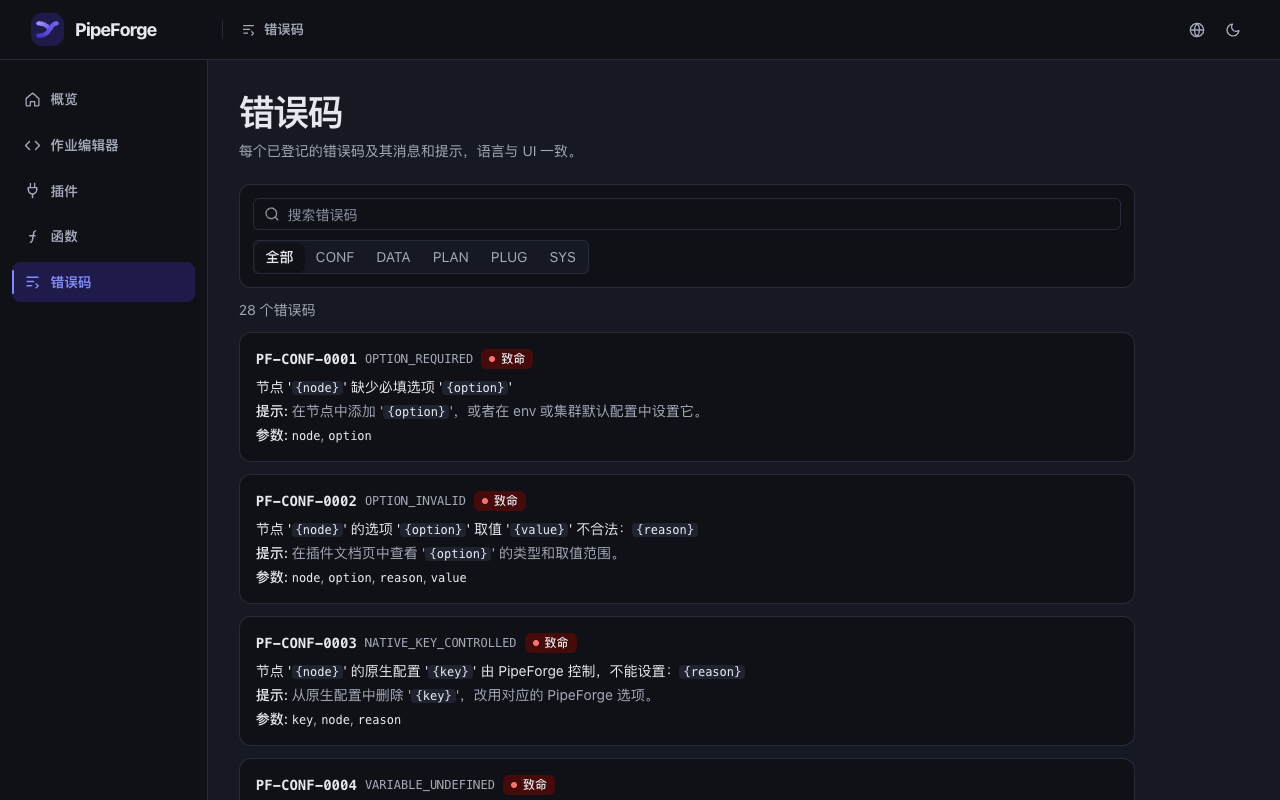 PipeForge
错误码
概览
作业编辑器
插件
函数
错误码
错误码
每个已登记的错误码及其消息和提示，语言与 UI 一致。
搜索错误码
全部 CONF DATA PLAN PLUG SYS
28 个错误码
PF-CONF-0001 OPTION_REQUIRED 致命
节点 '{node}' 缺少必填选项 '{option}'
提示: 在节点中添加 '{option}'，或者在 env 或集群默认配置中设置它。
参数: node, option
PF-CONF-0002 OPTION_INVALID 致命
节点 '{node}' 的选项 '{option}' 取值 '{value}' 不合法：{reason}
提示: 在插件文档页中查看 '{option}' 的类型和取值范围。
参数: node, option, reason, value
PF-CONF-0003 NATIVE_KEY_CONTROLLED 致命
节点 '{node}' 的原生配置 '{key}' 由 PipeForge 控制，不能设置：{reason}
提示: 从原生配置中删除 '{key}'，改用对应的 PipeForge 选项。
参数: key, node, reason
PF-CONF-0004 VARIABLE_UNDEFINED 致命